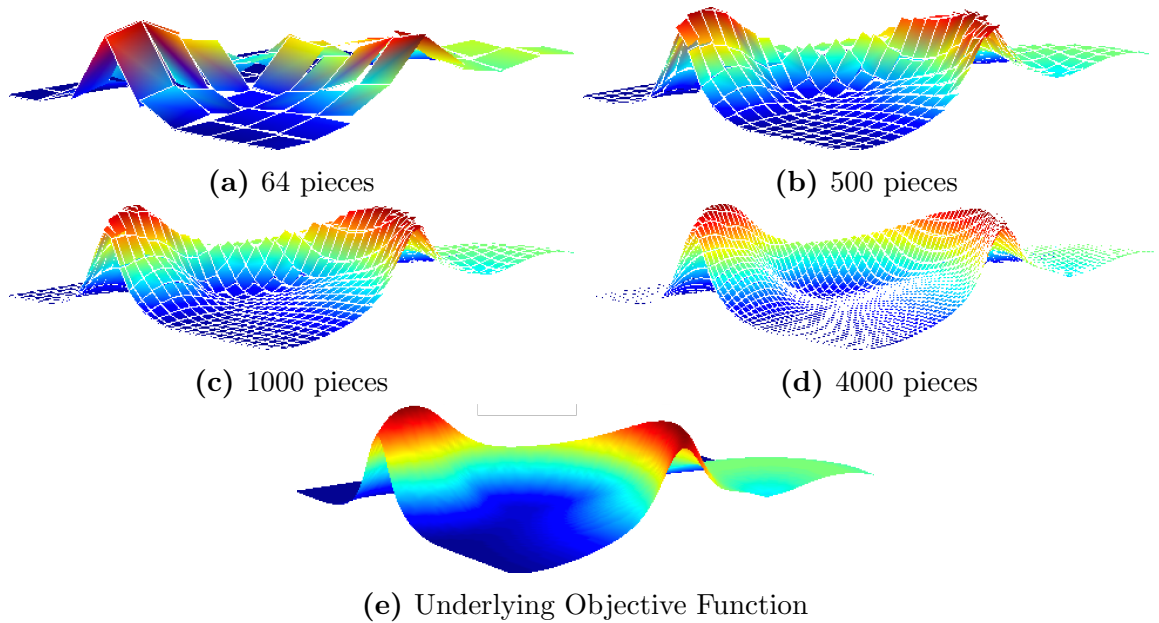 (a) 64 pieces
(b) 500 pieces
(c) 1000 pieces
(d) 4000 pieces
(e) Underlying Objective Function